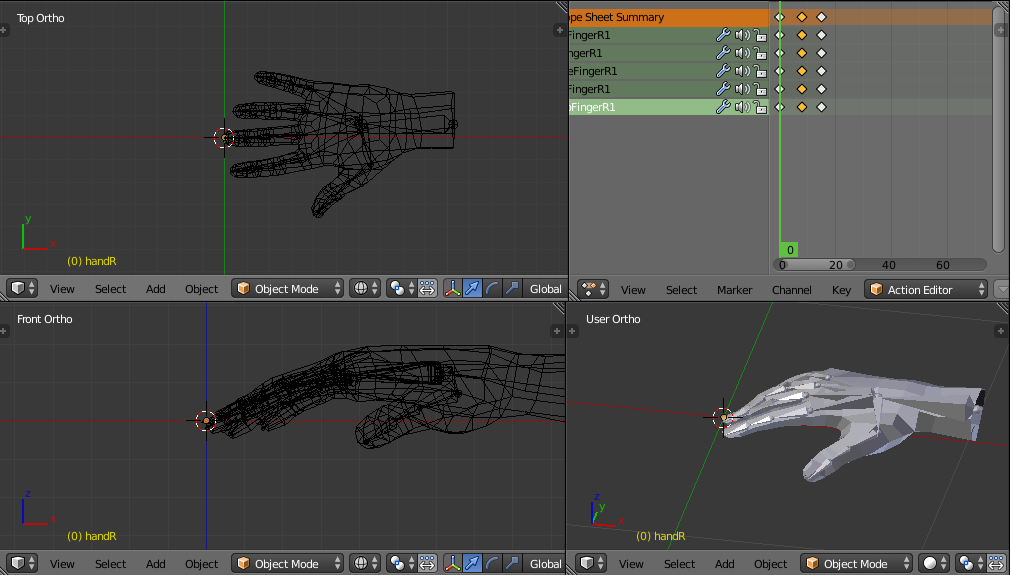 Top Ortho
y
x
(0) handR
View Select Add Object Object Mode Global
ope Sheet Summary
FingerR1
ngerR1
eFingerR1
FingerR1
oFingerR1
0
0 20 40 60
View Select Marker Channel Key Action Editor
Front Ortho
z
x
(0) handR
View Select Add Object Object Mode Global
User Ortho
z
y
x
(0) handR
View Select Add Object Object Mode